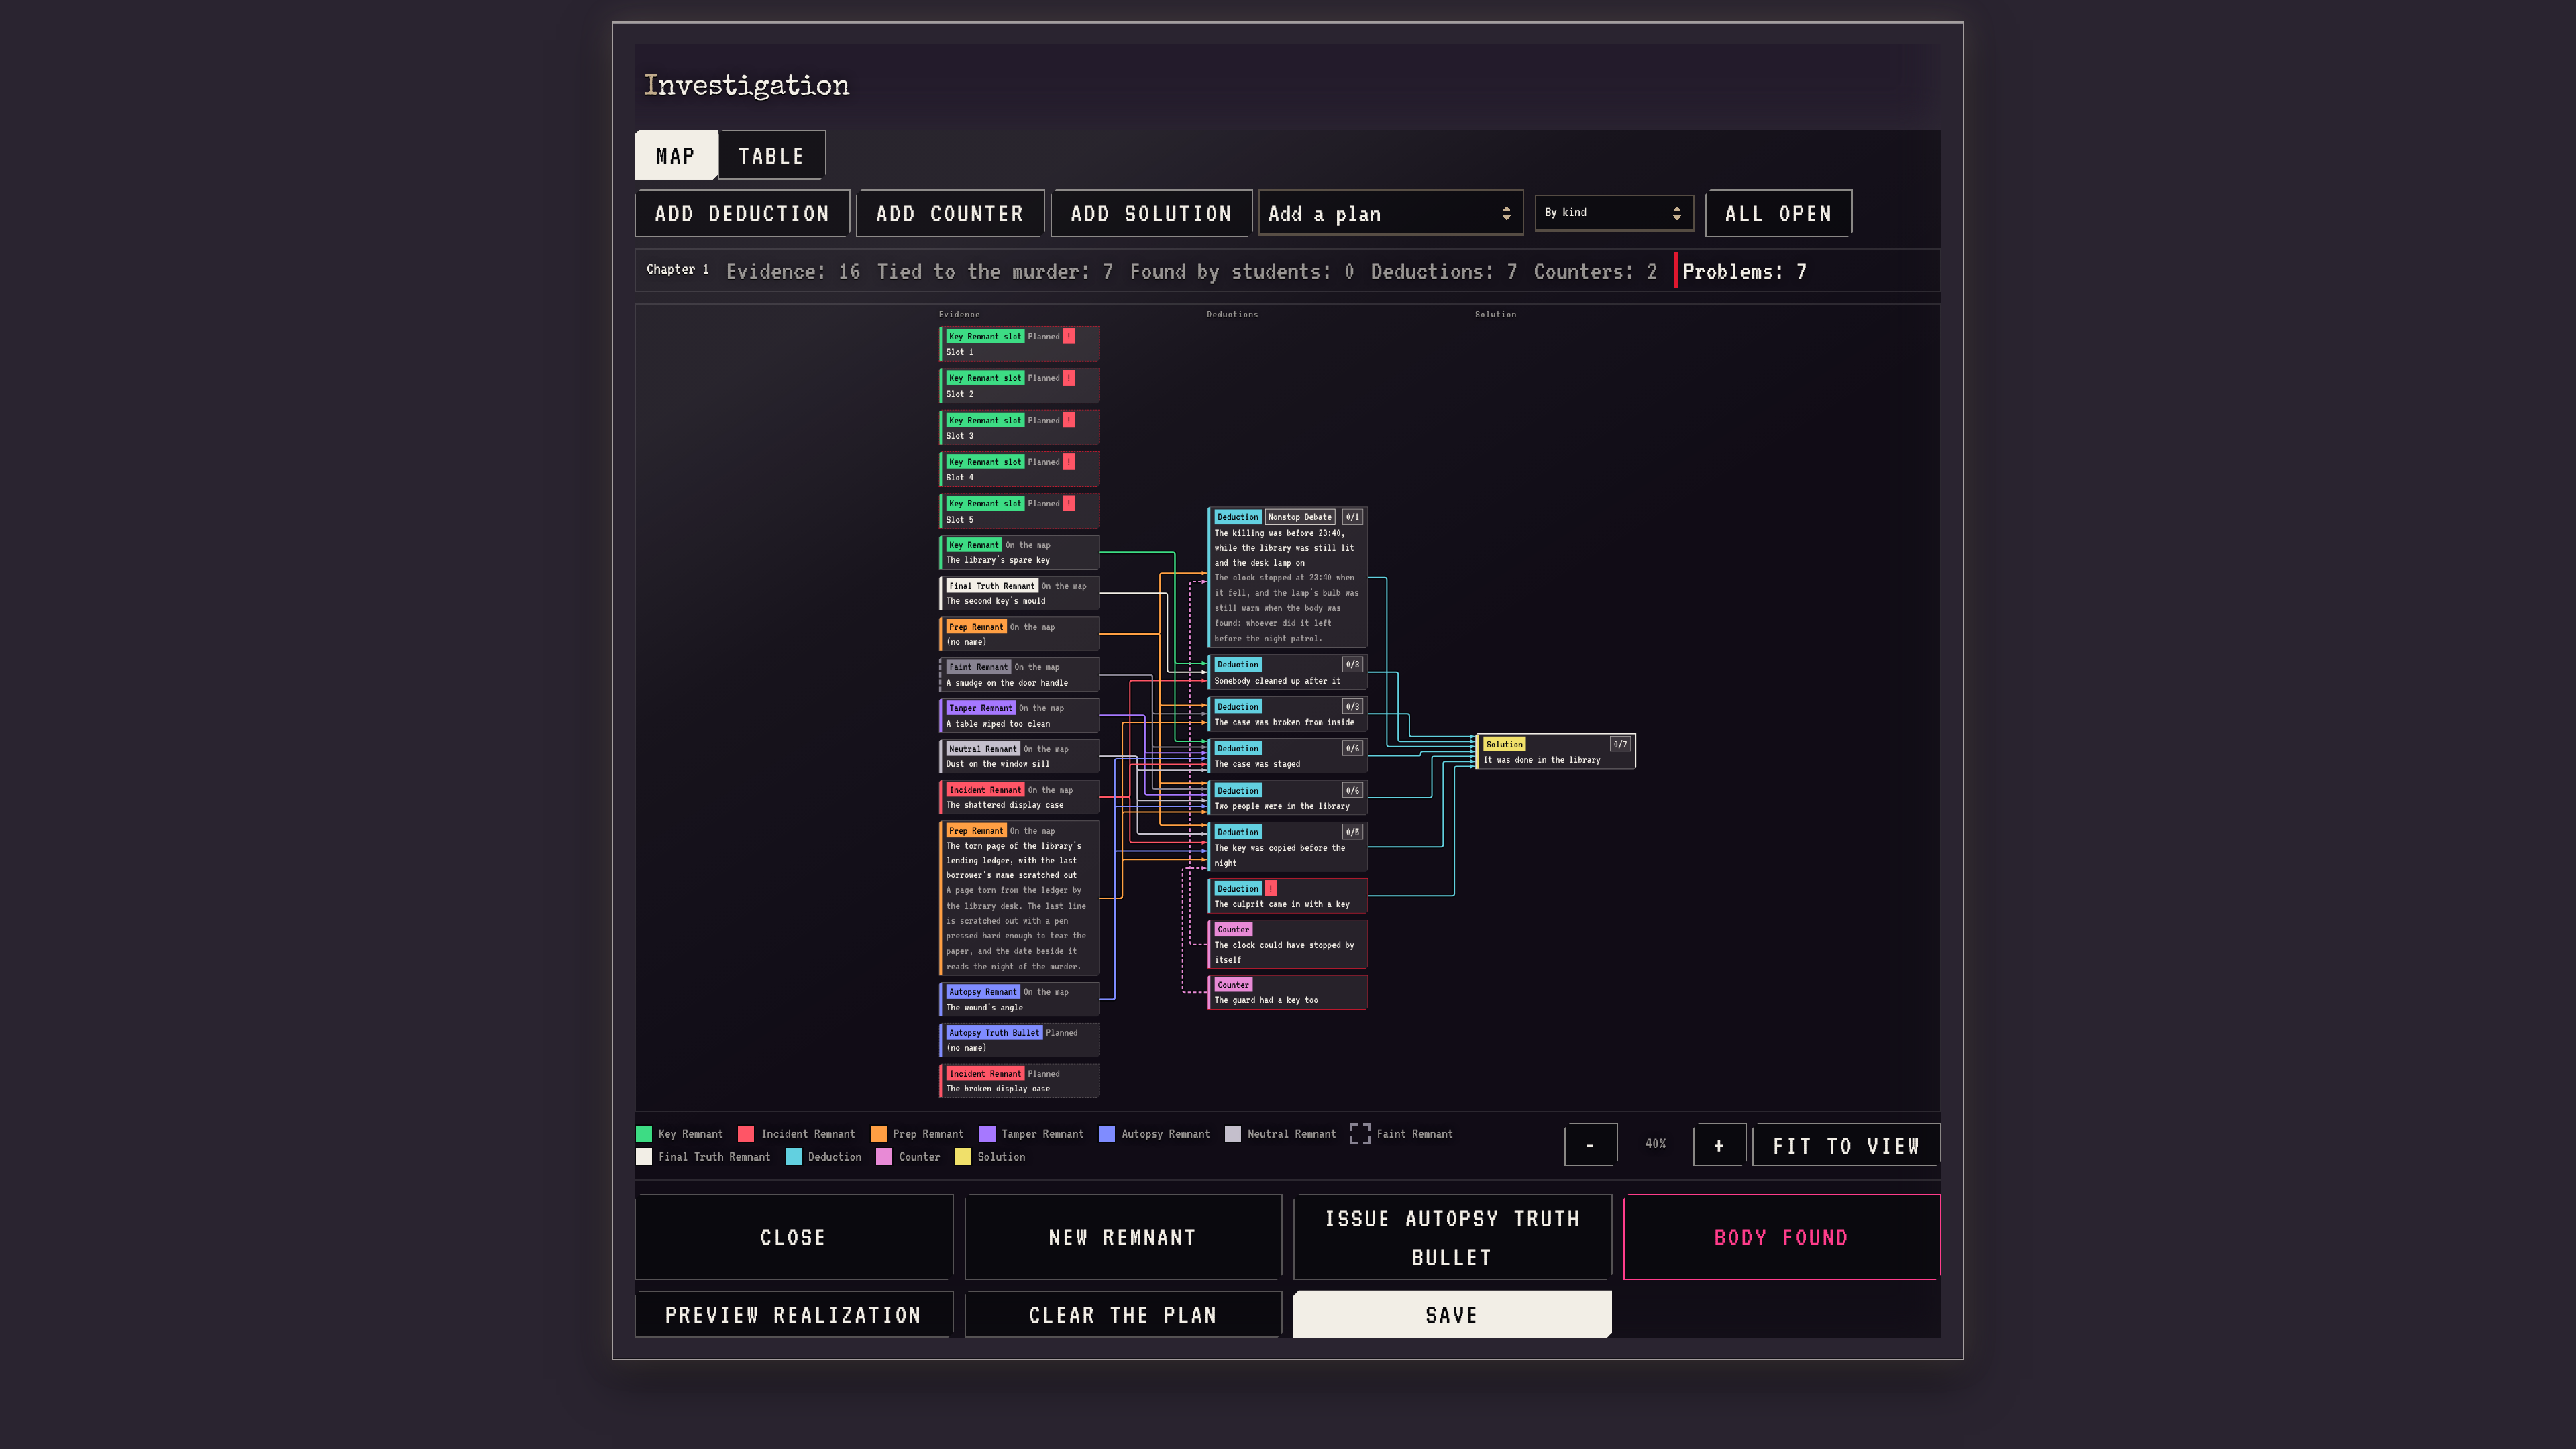 Investigation
MAP
TABLE
ADD DEDUCTION
ADD COUNTER
ADD SOLUTION
Add a plan
By kind
ALL OPEN
Chapter 1
Evidence: 16
Tied to the murder: 7
Found by students: 0
Deductions: 7
Counters: 2
Problems: 7
Evidence
Key Remnant slot Planned !
Slot 1
Key Remnant slot Planned !
Slot 2
Key Remnant slot Planned !
Slot 3
Key Remnant slot Planned !
Slot 4
Key Remnant slot Planned !
Slot 5
Key Remnant On the map
The library's spare key
Final Truth Remnant On the map
The second key's mould
Prep Remnant On the map
(no name)
Faint Remnant On the map
A smudge on the door handle
Tamper Remnant On the map
A table wiped too clean
Neutral Remnant On the map
Dust on the window sill
Incident Remnant On the map
The shattered display case
Prep Remnant On the map
The torn page of the library's
lending ledger, with the last
borrower's name scratched out
A page torn from the ledger by
the library desk. The last line
is scratched out with a pen
pressed hard enough to tear the
paper, and the date beside it
reads the night of the murder.
Autopsy Remnant On the map
The wound's angle
Autopsy Truth Bullet Planned
(no name)
Incident Remnant Planned
The broken display case
Deductions
Deduction Nonstop Debate 0/1
The killing was before 23:40,
while the library was still lit
and the desk lamp on
The clock stopped at 23:40 when
it fell, and the lamp's bulb was
still warm when the body was
found: whoever did it left
before the night patrol.
Deduction 0/3
Somebody cleaned up after it
Deduction 0/3
The case was broken from inside
Deduction 0/6
The case was staged
Deduction 0/6
Two people were in the library
Deduction 0/5
The key was copied before the
night
Deduction !
The culprit came in with a key
Counter
The clock could have stopped by
itself
Counter
The guard had a key too
Solution
Solution 0/7
It was done in the library
Key Remnant
Incident Remnant
Prep Remnant
Tamper Remnant
Autopsy Remnant
Neutral Remnant
Faint Remnant
Final Truth Remnant
Deduction
Counter
Solution
-
40%
+
FIT TO VIEW
CLOSE
NEW REMNANT
ISSUE AUTOPSY TRUTH
BULLET
BODY FOUND
PREVIEW REALIZATION
CLEAR THE PLAN
SAVE